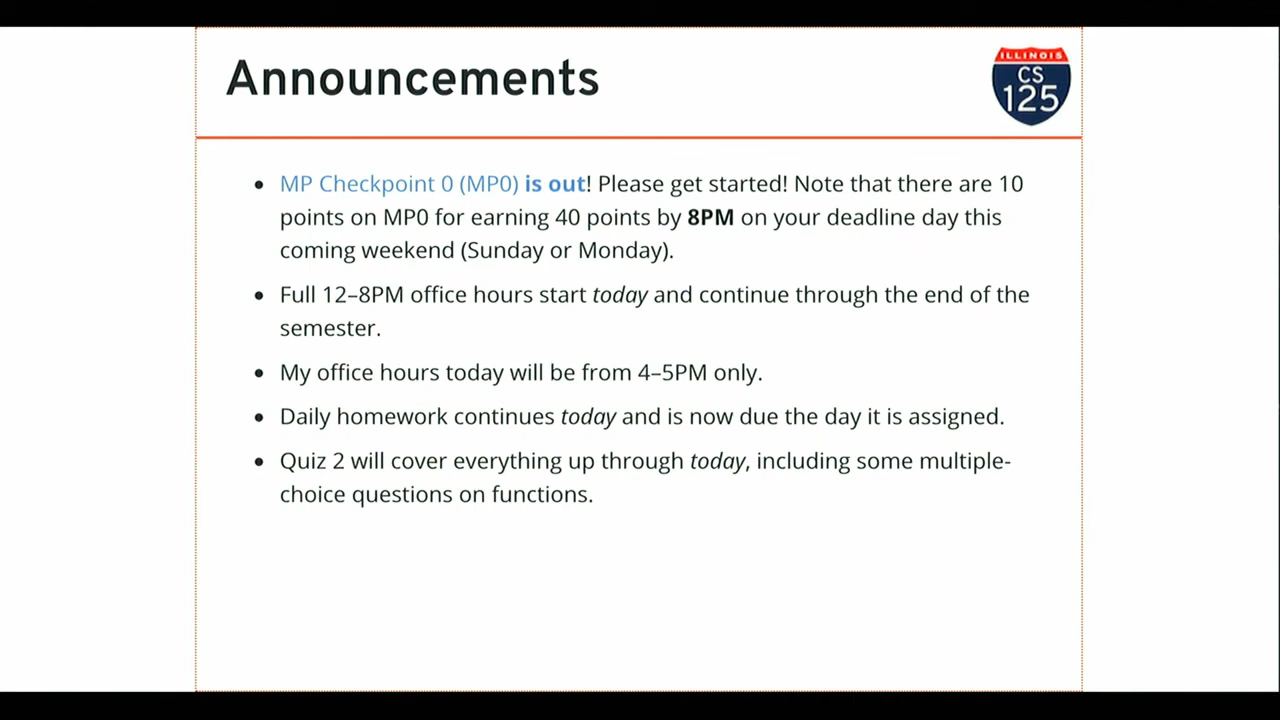 Announcements
ILLINOIS
CS
125
• MP Checkpoint 0 (MP0) is out! Please get started! Note that there are 10
points on MP0 for earning 40 points by 8PM on your deadline day this
coming weekend (Sunday or Monday).
• Full 12–8PM office hours start today and continue through the end of the
semester.
• My office hours today will be from 4–5PM only.
• Daily homework continues today and is now due the day it is assigned.
• Quiz 2 will cover everything up through today, including some multiple-
choice questions on functions.